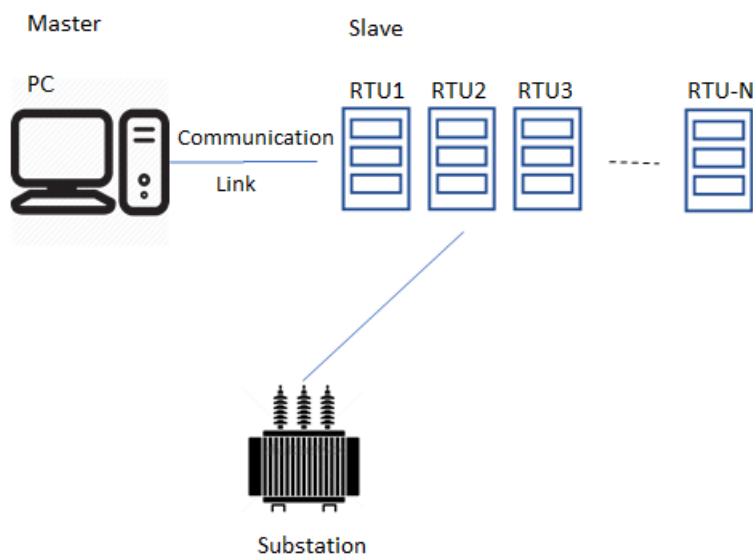 Master
Slave
PC
RTU1
RTU2
RTU3
RTU-N
Communication
Link
Substation